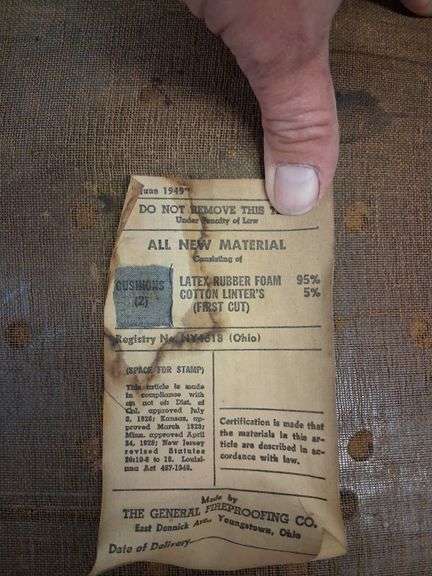 June 1949
DO NOT REMOVE THIS
Under Penalty of Law
ALL NEW MATERIAL
Consisting of
CUSHIONS
(2)
LATEX RUBBER FOAM 95%
COTTON LINTER'S 5%
(FIRST CUT)
Registry No. NY4618 (Ohio)
(SPACE FOR STAMP)
This article is made
in compliance with
an act of: Dist. of
Col. approved July
3, 1926; Kansas, ap-
proved March 1923;
Minn. approved April
24, 1929; New Jersey
revised Statutes
26:10-6 to 18. Louisi-
ana Act 467-1948.
Certification is made that
the materials in this ar-
ticle are described in ac-
cordance with law.
Made by
THE GENERAL FIREPROOFING CO.
East Dennick Ave., Youngstown, Ohio
Date of Delivery